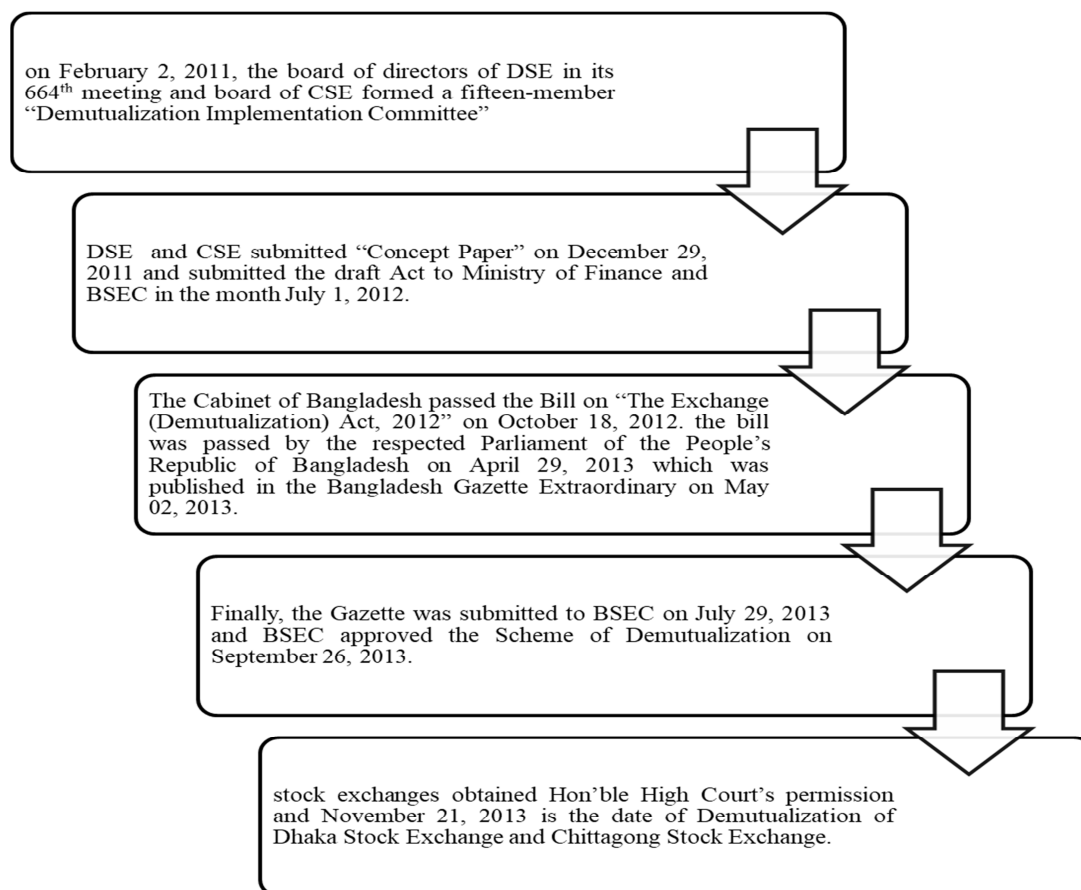 on February 2, 2011, the board of directors of DSE in its
664th meeting and board of CSE formed a fifteen-member
“Demutualization Implementation Committee”
DSE and CSE submitted “Concept Paper” on December 29,
2011 and submitted the draft Act to Ministry of Finance and
BSEC in the month July 1, 2012.
The Cabinet of Bangladesh passed the Bill on “The Exchange
(Demutualization) Act, 2012” on October 18, 2012. the bill
was passed by the respected Parliament of the People’s
Republic of Bangladesh on April 29, 2013 which was
published in the Bangladesh Gazette Extraordinary on May
02, 2013.
Finally, the Gazette was submitted to BSEC on July 29, 2013
and BSEC approved the Scheme of Demutualization on
September 26, 2013.
stock exchanges obtained Hon’ble High Court’s permission
and November 21, 2013 is the date of Demutualization of
Dhaka Stock Exchange and Chittagong Stock Exchange.